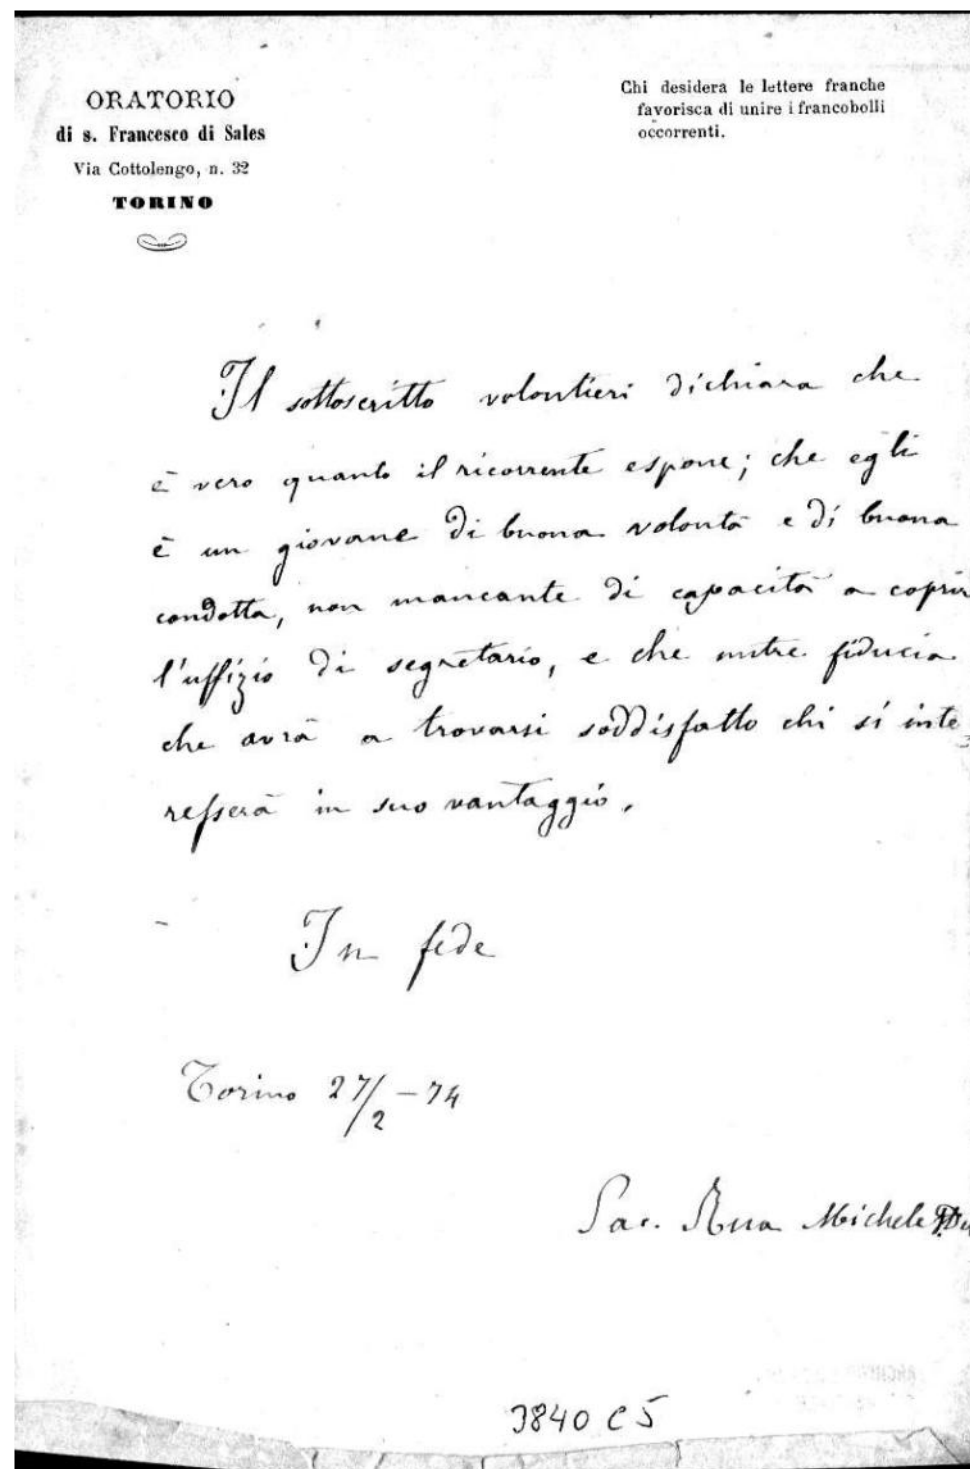 ORATORIO
di s. Francesco di Sales
Via Cottolengo, n. 32
TORINO
Chi desidera le lettere franche
favorisca di unire i francobolli
occorrenti.
Il sottoscritto volontieri dichiara che
è vero quanto il ricorrente espone; che egli
è un giovane di buona volontà e di buona
condotta, non mancante di capacità a coprir
l'uffizio di segretario, e che nutre fiducia
che avrà a trovarsi soddisfatto chi si inte
resserà in suo vantaggio.
In fede
Torino 27/2-74
Sac. Rua Michele
3840 C5